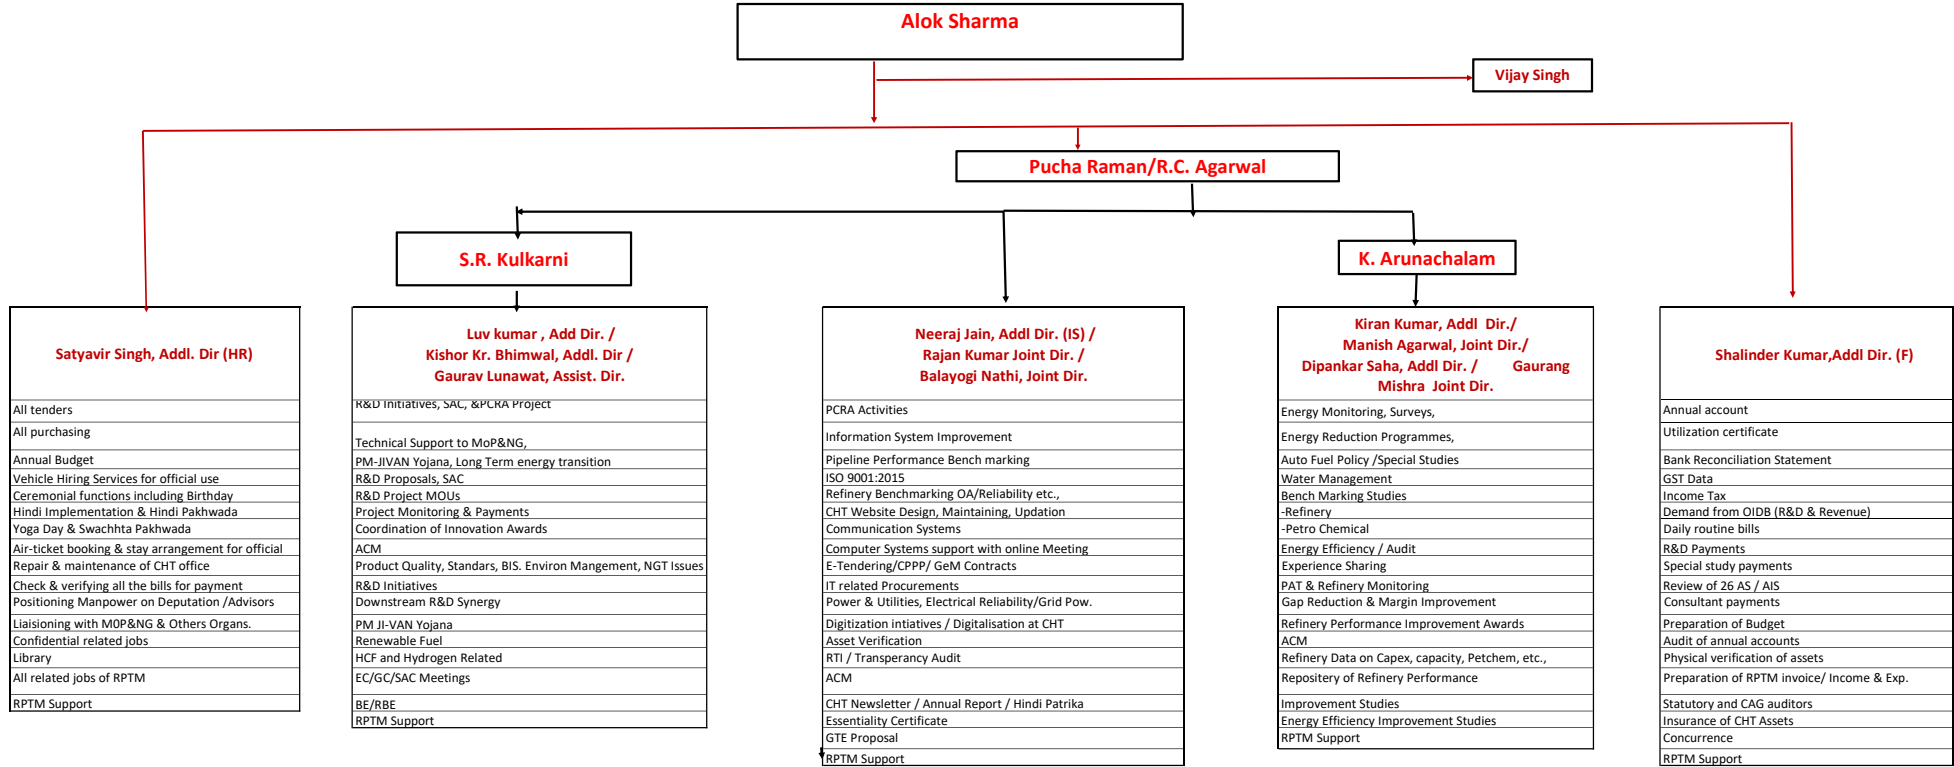 Alok Sharma
Vijay Singh
Pucha Raman/R.C. Agarwal
S.R. Kulkarni
K. Arunachalam
Satyavir Singh, Addl. Dir (HR)
All tenders
All purchasing
Annual Budget
Vehicle Hiring Services for official use
Ceremonial functions including Birthday
Hindi Implementation & Hindi Pakhwada
Yoga Day & Swachhta Pakhwada
Air-ticket booking & stay arrangement for official
Repair & maintenance of CHT office
Check & verifying all the bills for payment
Positioning Manpower on Deputation /Advisors
Liaisioning with M0P&NG & Others Organs.
Confidential related jobs
Library
All related jobs of RPTM
RPTM Support
Luv kumar , Add Dir. /
Kishor Kr. Bhimwal, Addl. Dir /
Gaurav Lunawat, Assist. Dir.
R&D Initiatives, SAC, &PCRA Project
Technical Support to MoP&NG,
PM-JIVAN Yojana, Long Term energy transition
R&D Proposals, SAC
R&D Project MOUs
Project Monitoring & Payments
Coordination of Innovation Awards
ACM
Product Quality, Standars, BIS. Environ Mangement, NGT Issues
R&D Initiatives
Downstream R&D Synergy
PM JI-VAN Yojana
Renewable Fuel
HCF and Hydrogen Related
EC/GC/SAC Meetings
BE/RBE
RPTM Support
Neeraj Jain, Addl Dir. (IS) /
Rajan Kumar Joint Dir. /
Balayogi Nathi, Joint Dir.
PCRA Activities
Information System Improvement
Pipeline Performance Bench marking
ISO 9001:2015
Refinery Benchmarking OA/Reliability etc.,
CHT Website Design, Maintaining, Updation
Communication Systems
Computer Systems support with online Meeting
E-Tendering/CPPP/ GeM Contracts
IT related Procurements
Power & Utilities, Electrical Reliability/Grid Pow.
Digitization intiatives / Digitalisation at CHT
Asset Verification
RTI / Transperancy Audit
ACM
CHT Newsletter / Annual Report / Hindi Patrika
Essentiality Certificate
GTE Proposal
RPTM Support
Kiran Kumar, Addl  Dir./
Manish Agarwal, Joint Dir./
Dipankar Saha, Addl Dir. /        Gaurang
Mishra  Joint Dir.
Energy Monitoring, Surveys,
Energy Reduction Programmes,
Auto Fuel Policy /Special Studies
Water Management
Bench Marking Studies
-Refinery
-Petro Chemical
Energy Efficiency / Audit
Experience Sharing
PAT & Refinery Monitoring
Gap Reduction & Margin Improvement
Refinery Performance Improvement Awards
ACM
Refinery Data on Capex, capacity, Petchem, etc.,
Repository of Refinery Performance
Improvement Studies
Energy Efficiency Improvement Studies
RPTM Support
Shalinder Kumar,Addl Dir. (F)
Annual account
Utilization certificate
Bank Reconciliation Statement
GST Data
Income Tax
Demand from OIDB (R&D & Revenue)
Daily routine bills
R&D Payments
Special study payments
Review of 26 AS / AIS
Consultant payments
Preparation of Budget
Audit of annual accounts
Physical verification of assets
Preparation of RPTM invoice/ Income & Exp.
Statutory and CAG auditors
Insurance of CHT Assets
Concurrence
RPTM Support